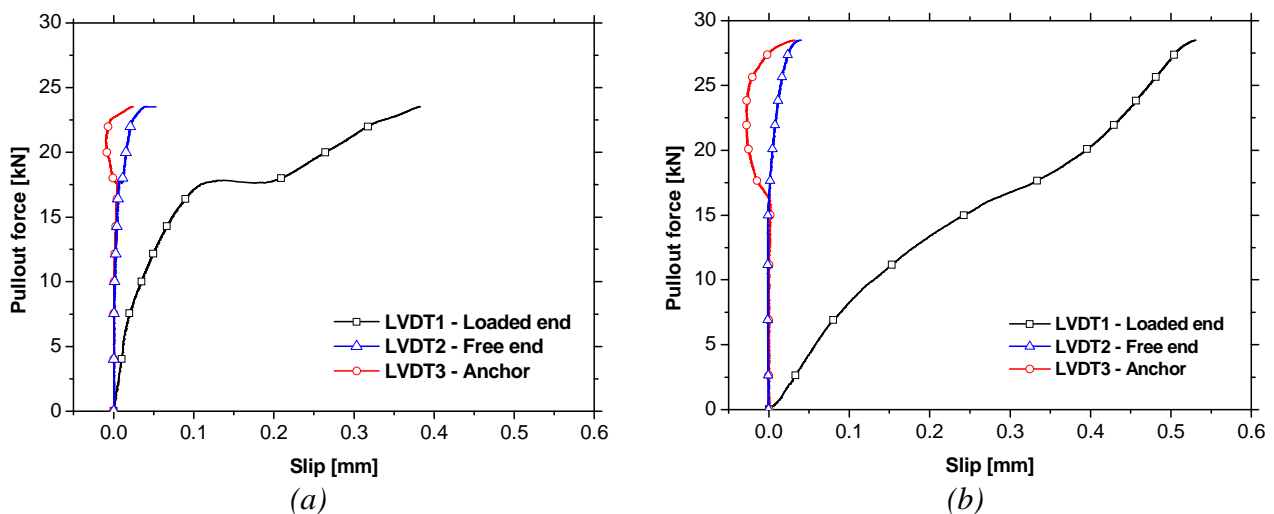 30
25
20
15
10
5
0
Pullout force [kN]
LVDT1 - Loaded end
LVDT2 - Free end
LVDT3 - Anchor
0.0 0.1 0.2 0.3 0.4 0.5 0.6
Slip [mm]
(a)
30
25
20
15
10
5
0
Pullout force [kN]
LVDT1 - Loaded end
LVDT2 - Free end
LVDT3 - Anchor
0.0 0.1 0.2 0.3 0.4 0.5 0.6
Slip [mm]
(b)